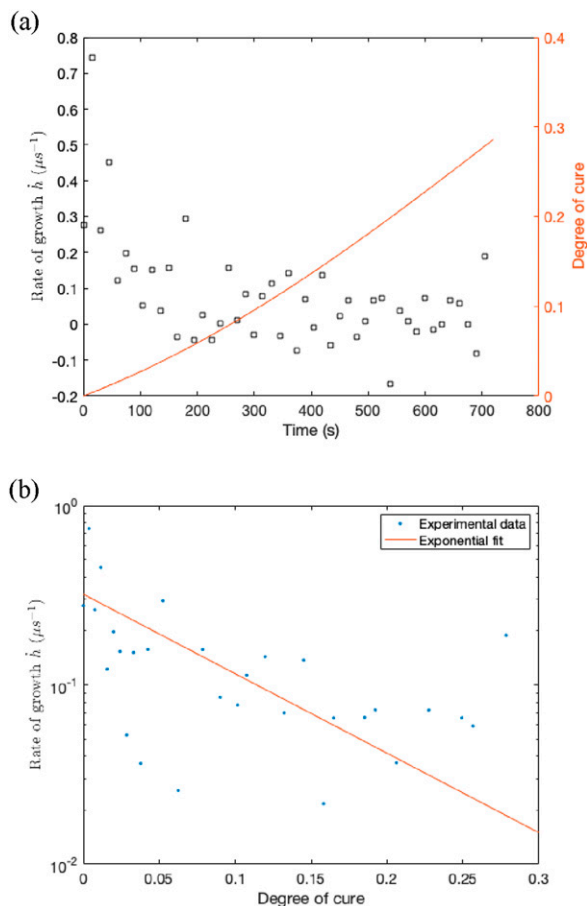 (a)
0.8
0.7
0.6
0.5
0.4
0.3
0.2
0.1
0
-0.1
-0.2
Rate of growth ḣ (μs⁻¹)
0 100 200 300 400 500 600 700 800
Time (s)
0.4
0.3
0.2
0.1
0
Degree of cure
(b)
10⁰
10⁻¹
10⁻²
Rate of growth ḣ (μs⁻¹)
Experimental data
Exponential fit
0 0.05 0.1 0.15 0.2 0.25 0.3
Degree of cure